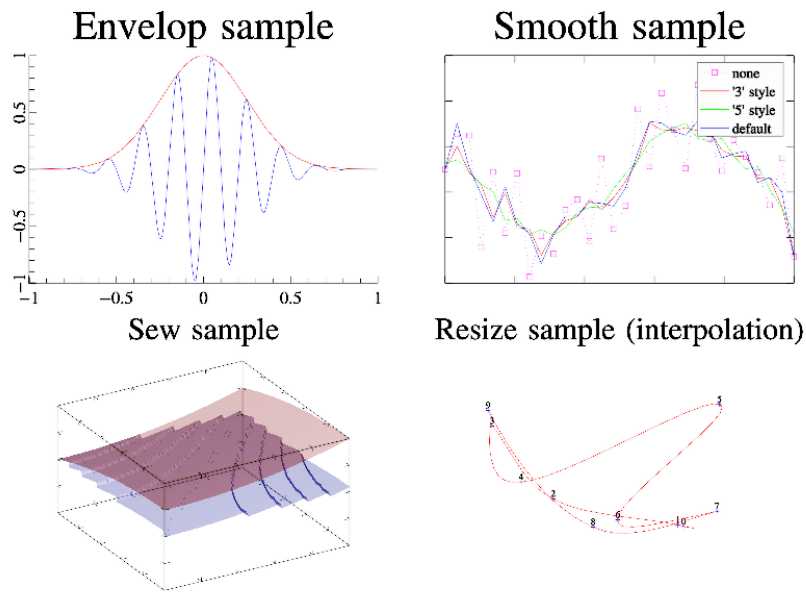 Envelop sample
Smooth sample
1
0.5
0
−0.5
−1
−1
−0.5
0
0.5
1
none
'3' style
'5' style
default
Sew sample
Resize sample (interpolation)
9
3
5
4
2
6
7
8
10